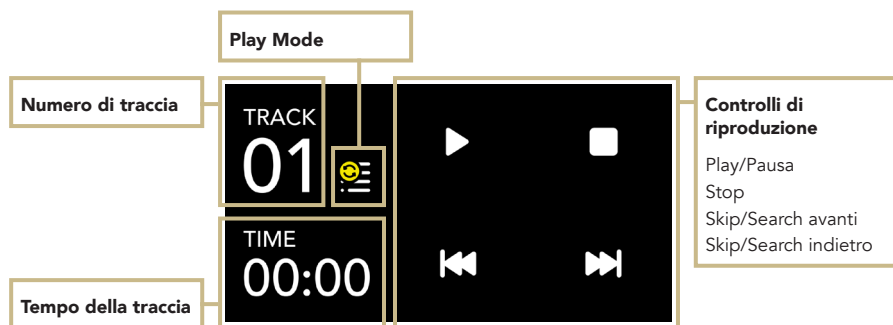 Play Mode
Numero di traccia
TRACK
01
TIME
00:00
Tempo della traccia
Controlli di
riproduzione
Play/Pausa
Stop
Skip/Search avanti
Skip/Search indietro